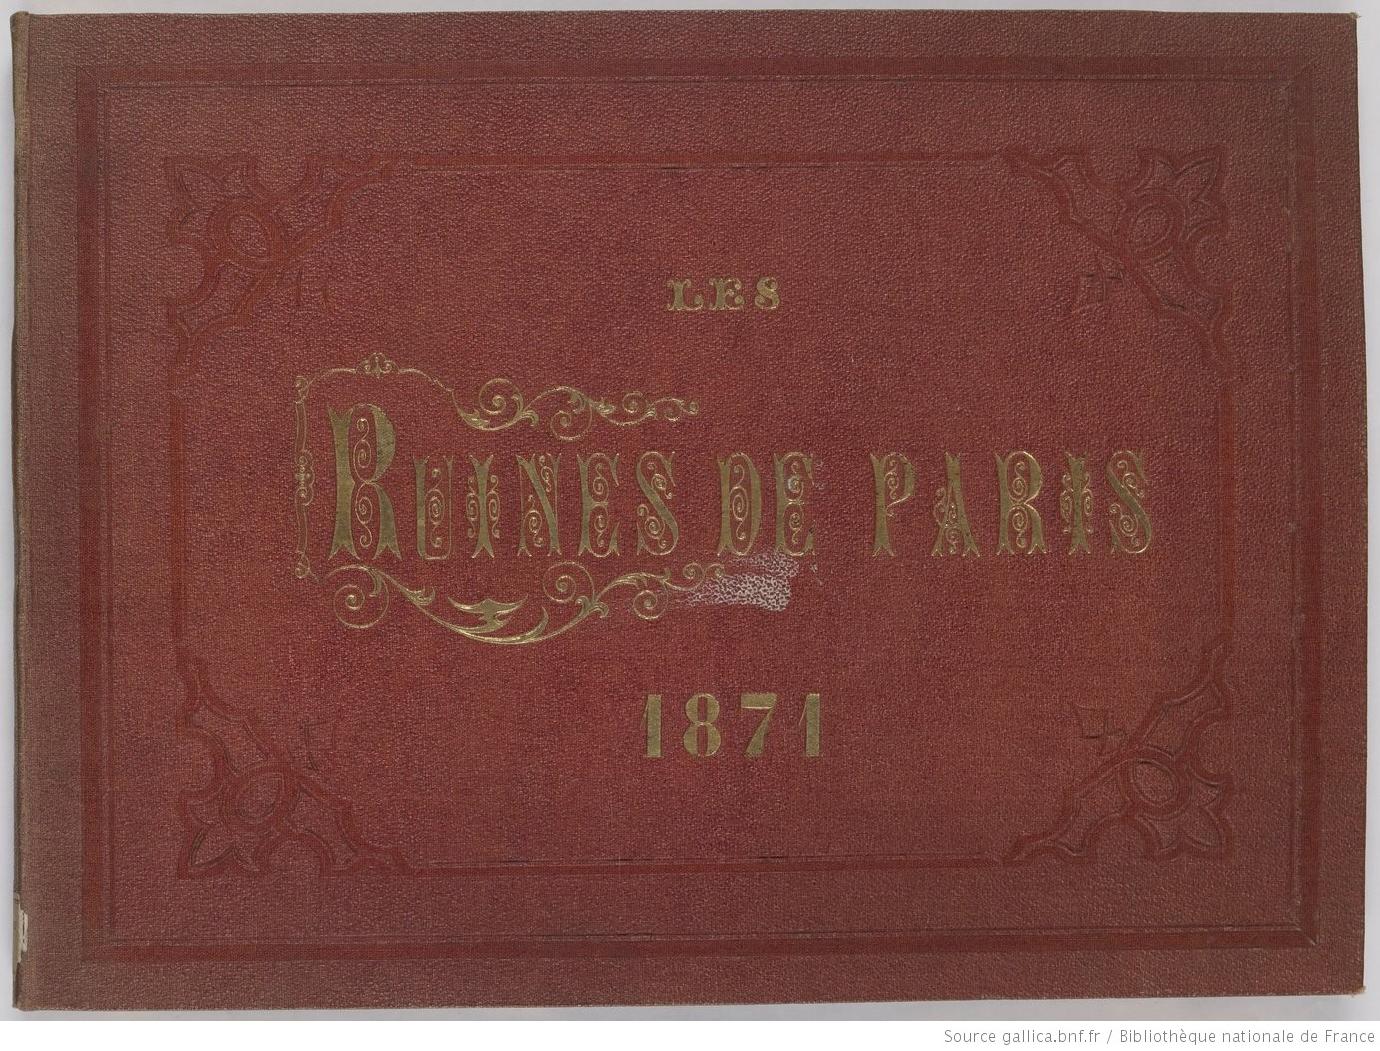 LES
RUINES DE PARIS
1871
Source gallica.bnf.fr / Bibliothèque nationale de France